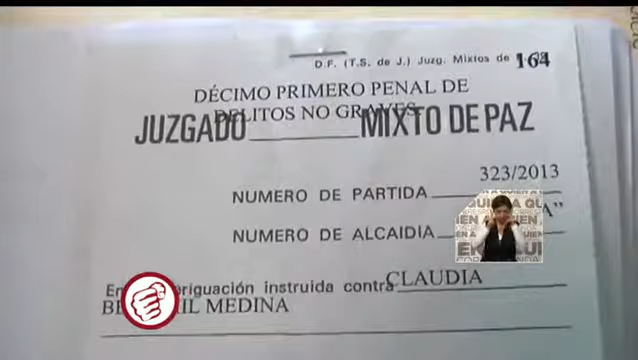 D.F. (T.S. de J.) Juzg. Mixtos de 164
DÉCIMO PRIMERO PENAL DE
DELITOS NO GRAVES
JUZGADO MIXTO DE PAZ
323/2013
NUMERO DE PARTIDA
A”
NUMERO DE ALCAIDIA
instruida contra CLAUDIA
MEDINA